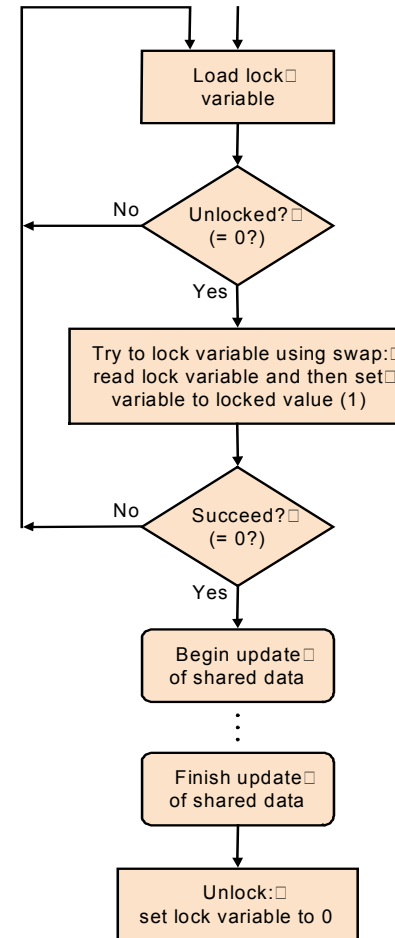 Load lock
variable
No
Unlocked?
(= 0?)
Yes
Try to lock variable using swap:
read lock variable and then set
variable to locked value (1)
No
Succeed?
(= 0?)
Yes
Begin update
of shared data
Finish update
of shared data
Unlock:
set lock variable to 0